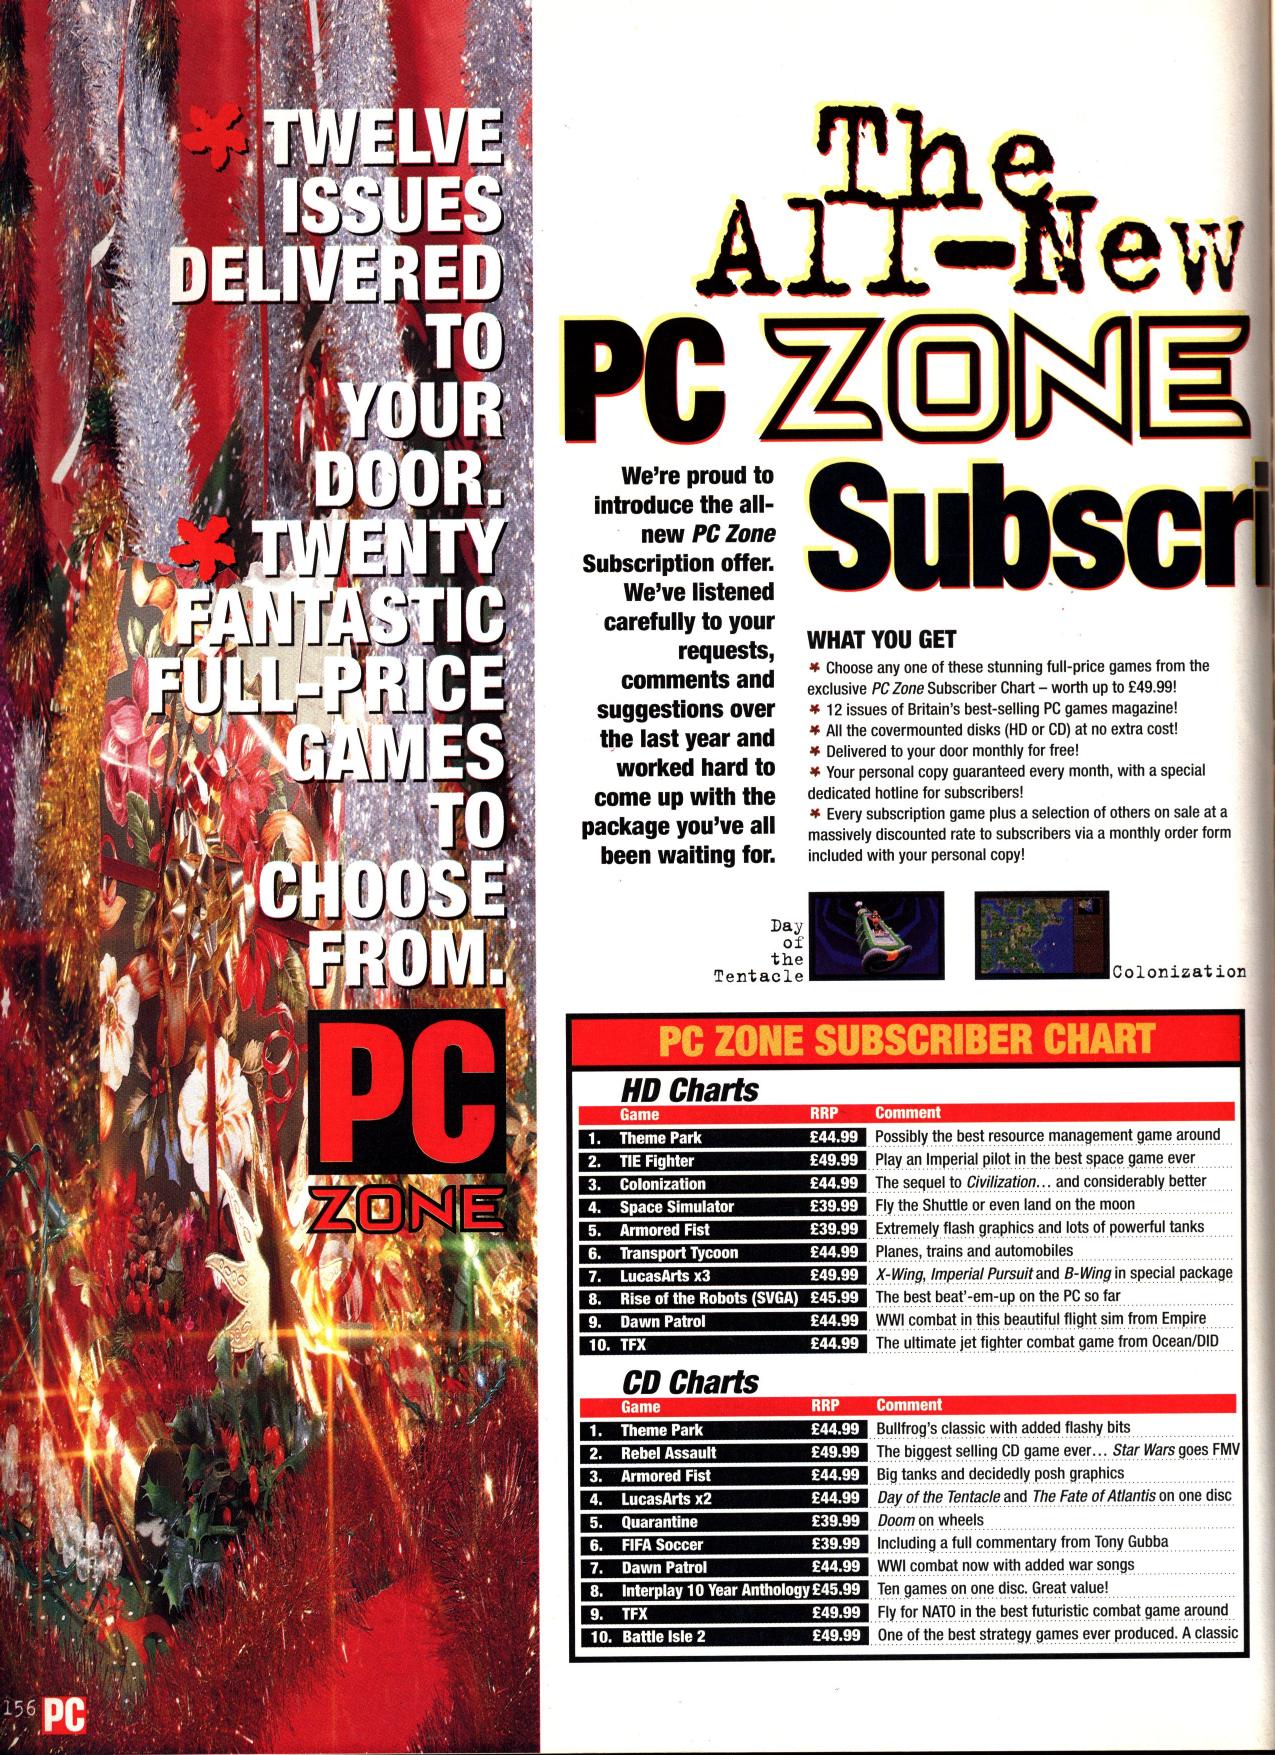 TWELVE
ISSUES
DELIVERED
TO
YOUR
DOOR.
TWENTY
FANTASTIC
FULL-PRICE
GAMES
TO
CHOOSE
FROM.
PC
ZONE
156 PC
The
All-New
PC ZONE
Subscri
We're proud to
introduce the all-
new PC Zone
Subscription offer.
We've listened
carefully to your
requests,
comments and
suggestions over
the last year and
worked hard to
come up with the
package you've all
been waiting for.
WHAT YOU GET
* Choose any one of these stunning full-price games from the
exclusive PC Zone Subscriber Chart – worth up to £49.99!
* 12 issues of Britain's best-selling PC games magazine!
* All the covermounted disks (HD or CD) at no extra cost!
* Delivered to your door monthly for free!
* Your personal copy guaranteed every month, with a special
dedicated hotline for subscribers!
* Every subscription game plus a selection of others on sale at a
massively discounted rate to subscribers via a monthly order form
included with your personal copy!
Day
of
the
Tentacle
Colonization
PC ZONE SUBSCRIBER CHART
HD Charts
Game RRP Comment
1. Theme Park £44.99 Possibly the best resource management game around
2. TIE Fighter £49.99 Play an Imperial pilot in the best space game ever
3. Colonization £44.99 The sequel to Civilization... and considerably better
4. Space Simulator £39.99 Fly the Shuttle or even land on the moon
5. Armored Fist £39.99 Extremely flash graphics and lots of powerful tanks
6. Transport Tycoon £44.99 Planes, trains and automobiles
7. LucasArts x3 £49.99 X-Wing, Imperial Pursuit and B-Wing in special package
8. Rise of the Robots (SVGA) £45.99 The best beat'-em-up on the PC so far
9. Dawn Patrol £44.99 WWI combat in this beautiful flight sim from Empire
10. TFX £44.99 The ultimate jet fighter combat game from Ocean/DID
CD Charts
Game RRP Comment
1. Theme Park £44.99 Bullfrog's classic with added flashy bits
2. Rebel Assault £49.99 The biggest selling CD game ever... Star Wars goes FMV
3. Armored Fist £44.99 Big tanks and decidedly posh graphics
4. LucasArts x2 £44.99 Day of the Tentacle and The Fate of Atlantis on one disc
5. Quarantine £39.99 Doom on wheels
6. FIFA Soccer £39.99 Including a full commentary from Tony Gubba
7. Dawn Patrol £44.99 WWI combat now with added war songs
8. Interplay 10 Year Anthology £45.99 Ten games on one disc. Great value!
9. TFX £49.99 Fly for NATO in the best futuristic combat game around
10. Battle Isle 2 £49.99 One of the best strategy games ever produced. A classic